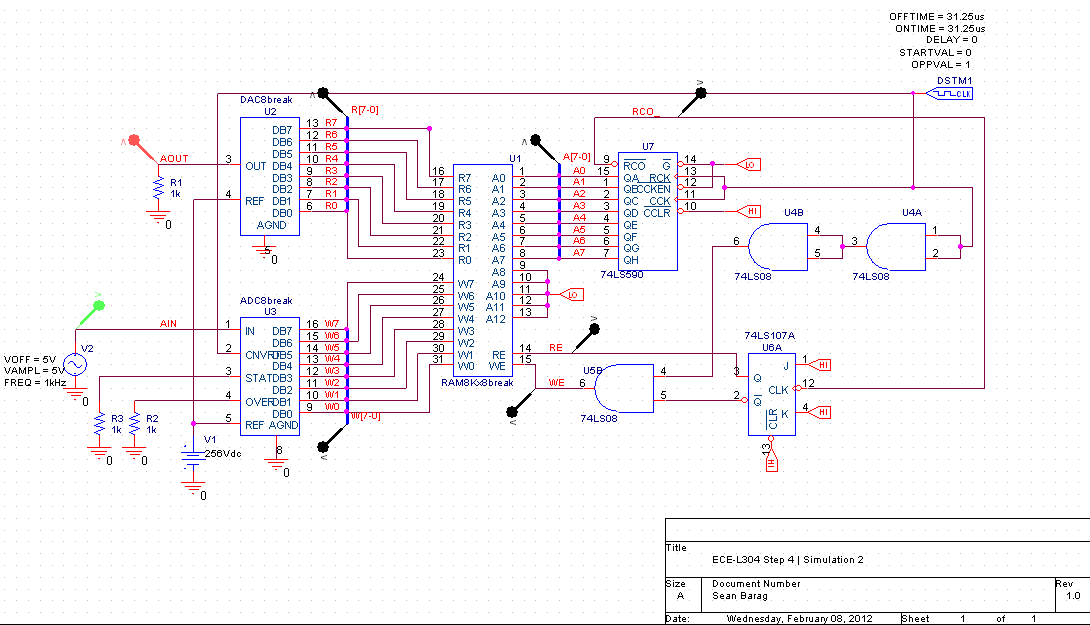 OFFTIME = 31.25us
ONTIME = 31.25us
DELAY = 0
STARTVAL = 0
OPPVAL = 1
DSTM1
CLK
DAC8break
U2
OUT
REF
DB7
DB6
DB5
DB4
DB3
DB2
DB1
DB0
AGND
3
4
13
12
11
10
9
8
7
6
5
0
R7
R6
R5
R4
R3
R2
R1
R0
R[7-0]
AOUT
R1
1k
0
U1
16
17
18
19
20
21
22
23
24
25
26
27
28
29
30
31
R7
R6
R5
R4
R3
R2
R1
R0
W7
W6
W5
W4
W3
W2
W1
W0
A0
A1
A2
A3
A4
A5
A6
A7
A8
A9
A10
A11
A12
RE
WE
1
2
3
4
5
6
7
8
9
10
11
12
13
14
15
RAM8Kx8break
A[7-0]
A0
A1
A2
A3
A4
A5
A6
A7
LO
RCO_
U7
9
15
1
2
3
4
5
6
7
RCO
QA
QB
QC
QD
QE
QF
QG
QH
G
RCK
CCKEN
CCK
CCLR
14
13
12
11
10
LO
HI
74LS590
U4B
6
4
5
74LS08
U4A
3
1
2
74LS08
ADC8break
U3
1
2
3
4
5
IN
CNVRT
STAT
OVER
REF
DB7
DB6
DB5
DB4
DB3
DB2
DB1
DB0
AGND
16
15
14
13
12
11
10
9
8
0
W7
W6
W5
W4
W3
W2
W1
W0
W[7-0]
AIN
VOFF = 5V
VAMPL = 5V
FREQ = 1kHz
V2
0
R3
1k
0
R2
1k
0
V1
256Vdc
0
RE
WE
U5B
6
4
5
74LS08
74LS107A
U6A
3
2
Q
Q
J
CLK
K
CLR
1
12
4
13
HI
HI
HI
Title
ECE-L304 Step 4 | Simulation 2
Size
A
Document Number
Sean Barag
Rev
1.0
Date:
Wednesday, February 08, 2012
Sheet
1
of
1